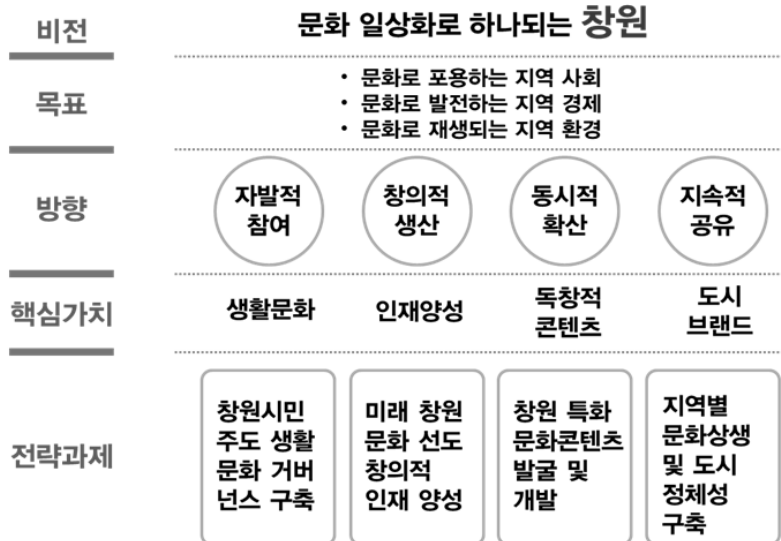 비전
문화 일상화로 하나되는 창원
목표
• 문화로 포용하는 지역 사회
• 문화로 발전하는 지역 경제
• 문화로 재생되는 지역 환경
방향
자발적
참여
창의적
생산
동시적
확산
지속적
공유
핵심가치
생활문화
인재양성
독창적
콘텐츠
도시
브랜드
전략과제
창원시민
주도 생활
문화 거버
넌스 구축
미래 창원
문화 선도
창의적
인재 양성
창원 특화
문화콘텐츠
발굴 및
개발
지역별
문화상생
및 도시
정체성
구축